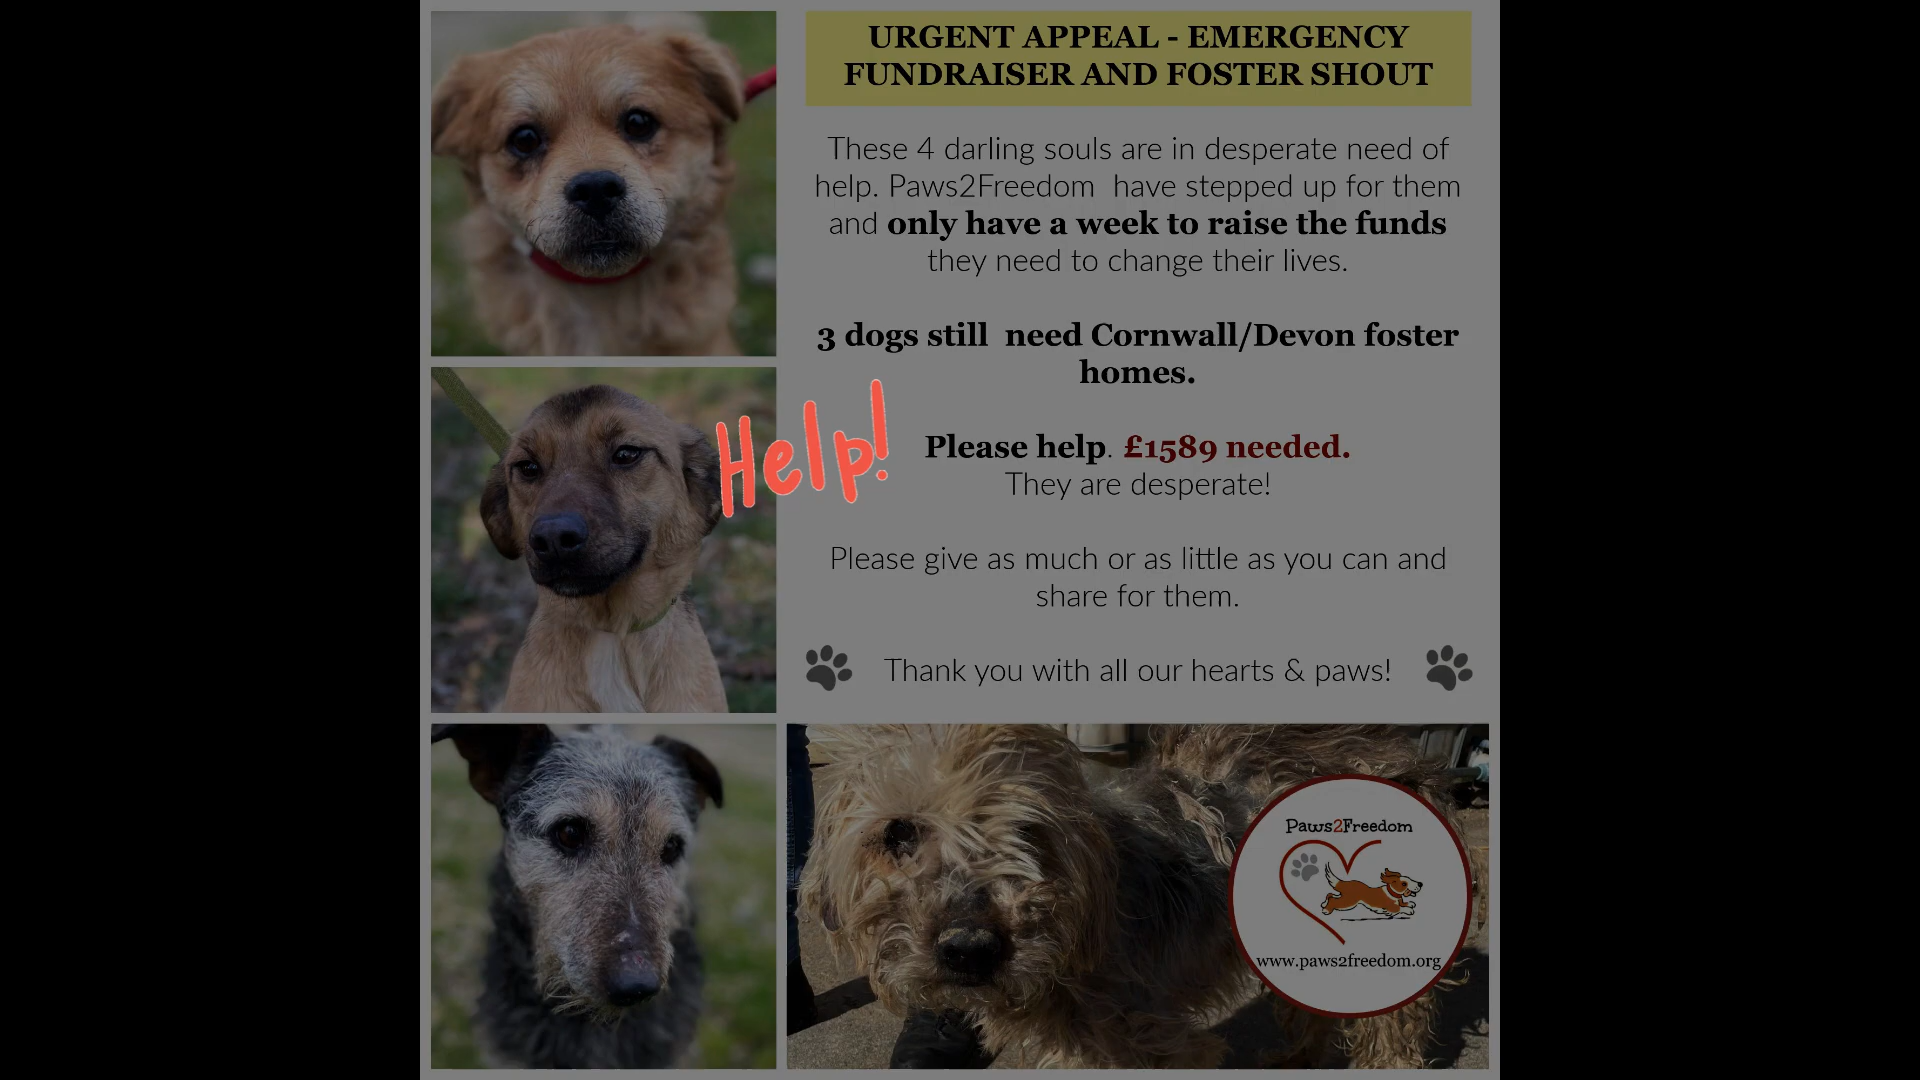 URGENT APPEAL - EMERGENCY
FUNDRAISER AND FOSTER SHOUT
These 4 darling souls are in desperate need of
help. Paws2Freedom have stepped up for them
and only have a week to raise the funds
they need to change their lives.
3 dogs still need Cornwall/Devon foster
homes.
Help!
Please help. £1589 needed.
They are desperate!
Please give as much or as little as you can and
share for them.
Thank you with all our hearts & paws!
Paws2Freedom
www.paws2freedom.org